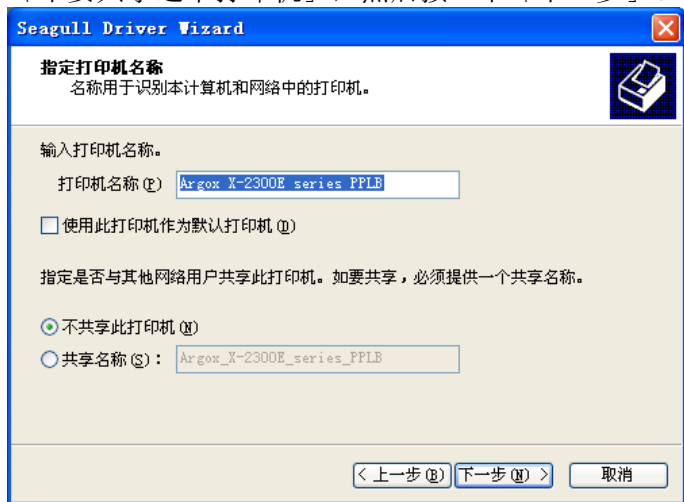 Seagull Driver Wizard
指定打印机名称
名称用于识别本计算机和网络中的打印机。
输入打印机名称。
打印机名称(P) Argox X-2300E series PPLB
使用此打印机作为默认打印机(D)
指定是否与其他网络用户共享此打印机。如要共享，必须提供一个共享名称。
不共享此打印机(N)
共享名称(S)： Argox_X-2300E_series_PPLB
< 上一步(B) 下一步(N) > 取消